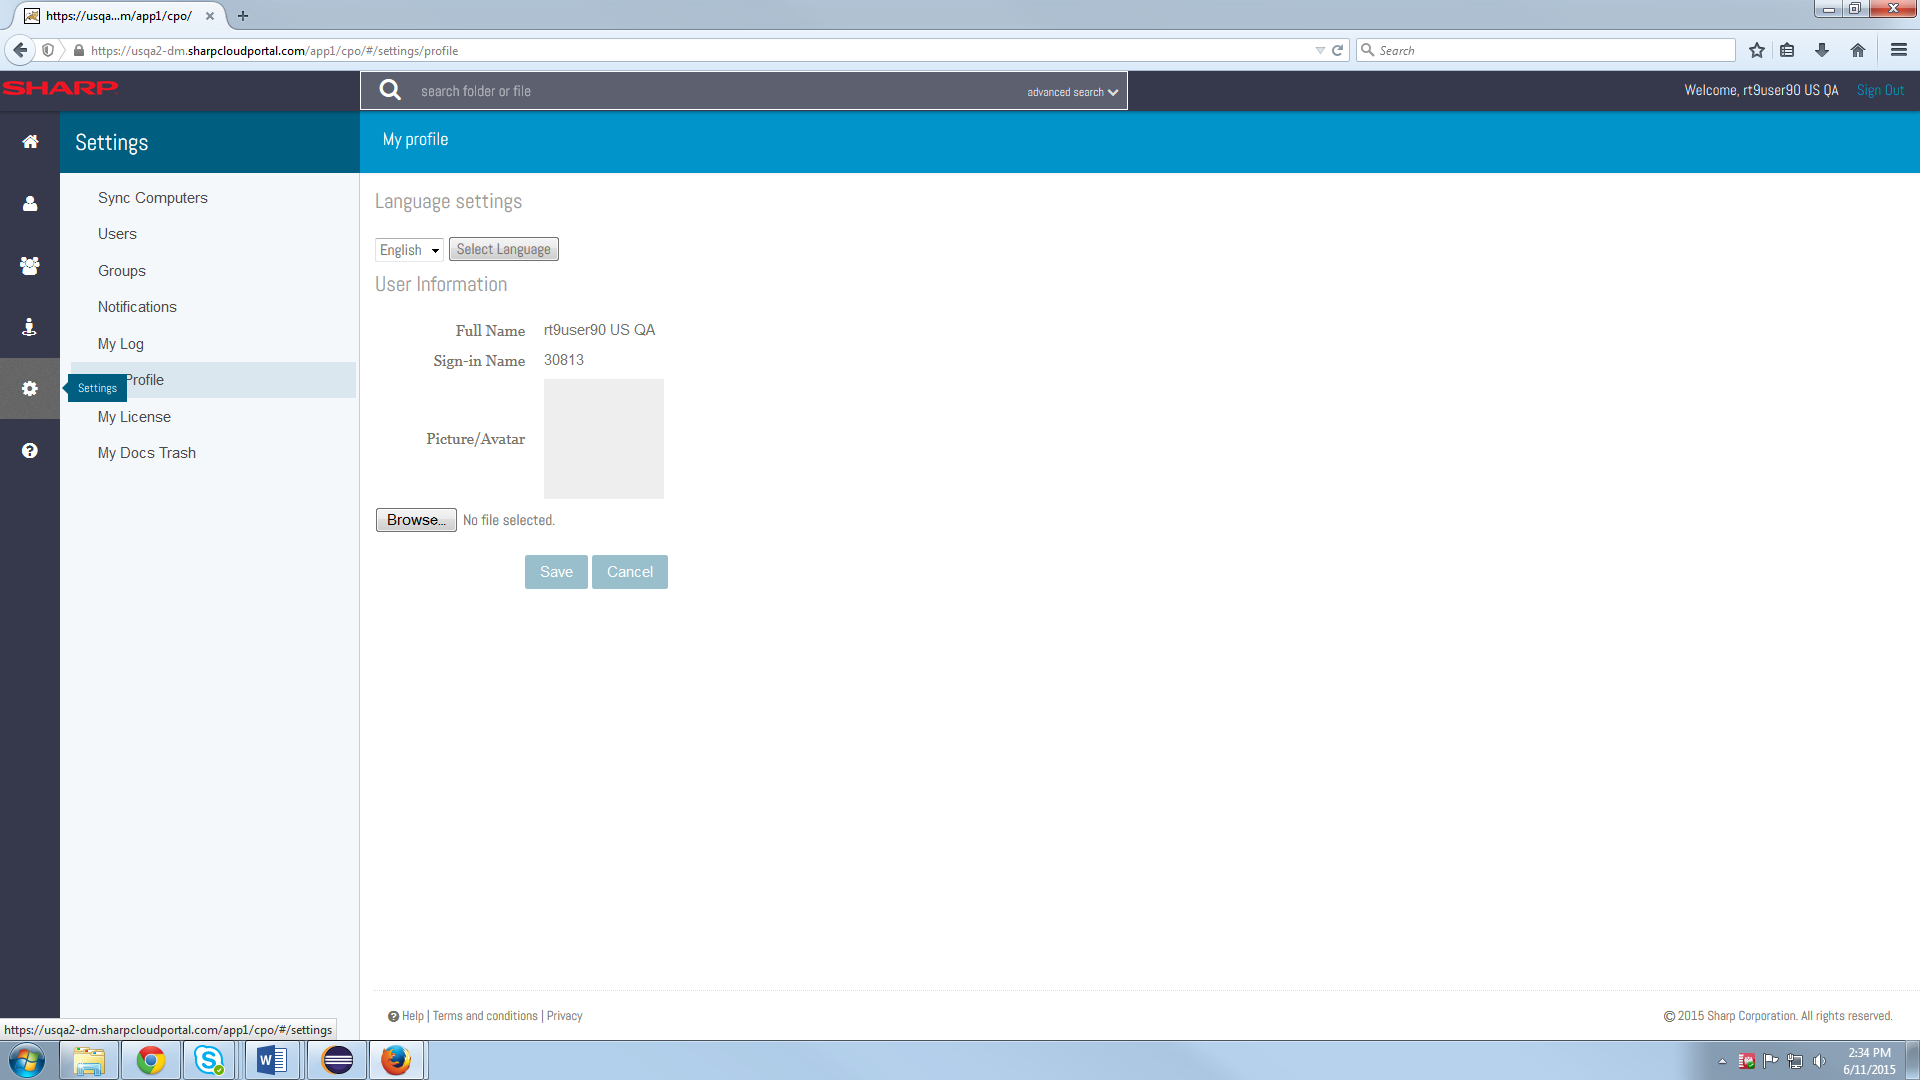 https://usqa...m/app1/cpo/
https://usqa2-dm.sharpcloudportal.com/app1/cpo/#/settings/profile
Search
SHARP
search folder or file
advanced search
Welcome, rt9user90 US QA
Sign Out
Settings
My profile
Sync Computers
Users
Groups
Notifications
My Log
Profile
Settings
My License
My Docs Trash
Language settings
English
Select Language
User Information
Full Name rt9user90 US QA
Sign-in Name 30813
Picture/Avatar
Browse... No file selected.
Save Cancel
Help | Terms and conditions | Privacy
© 2015 Sharp Corporation. All rights reserved.
https://usqa2-dm.sharpcloudportal.com/app1/cpo/#/settings
2:34 PM
6/11/2015